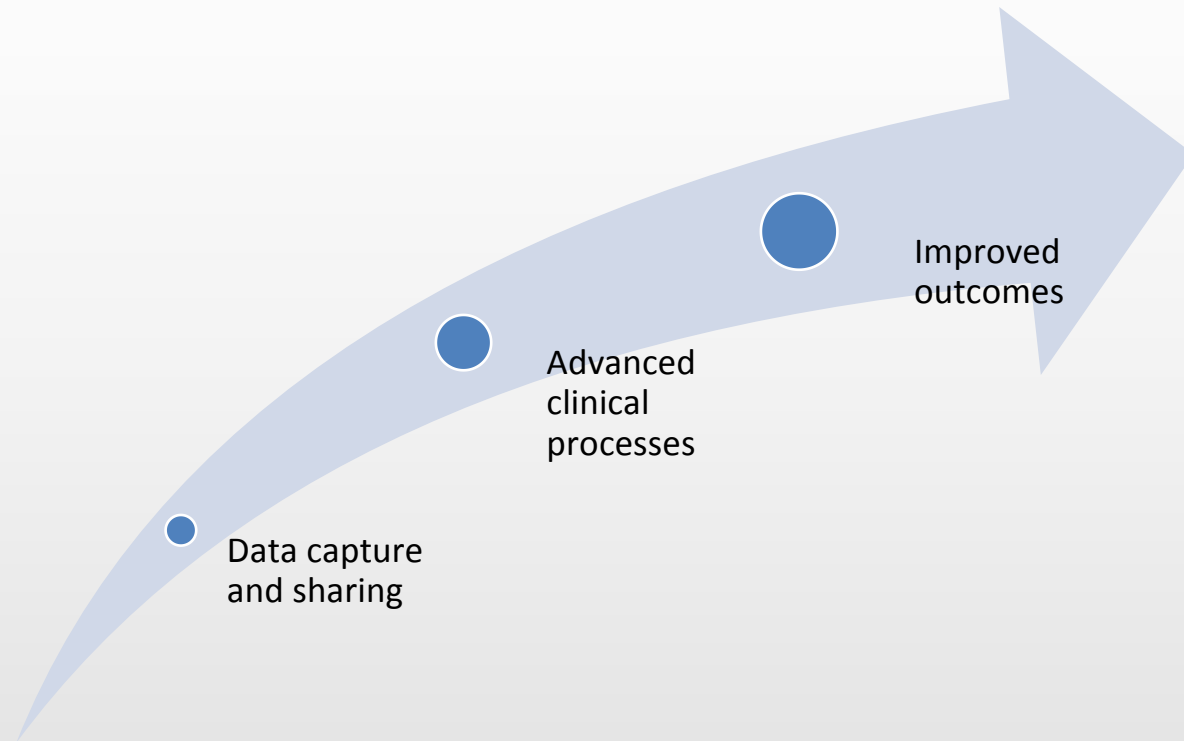 Improved
outcomes
Advanced
clinical
processes
Data capture
and sharing